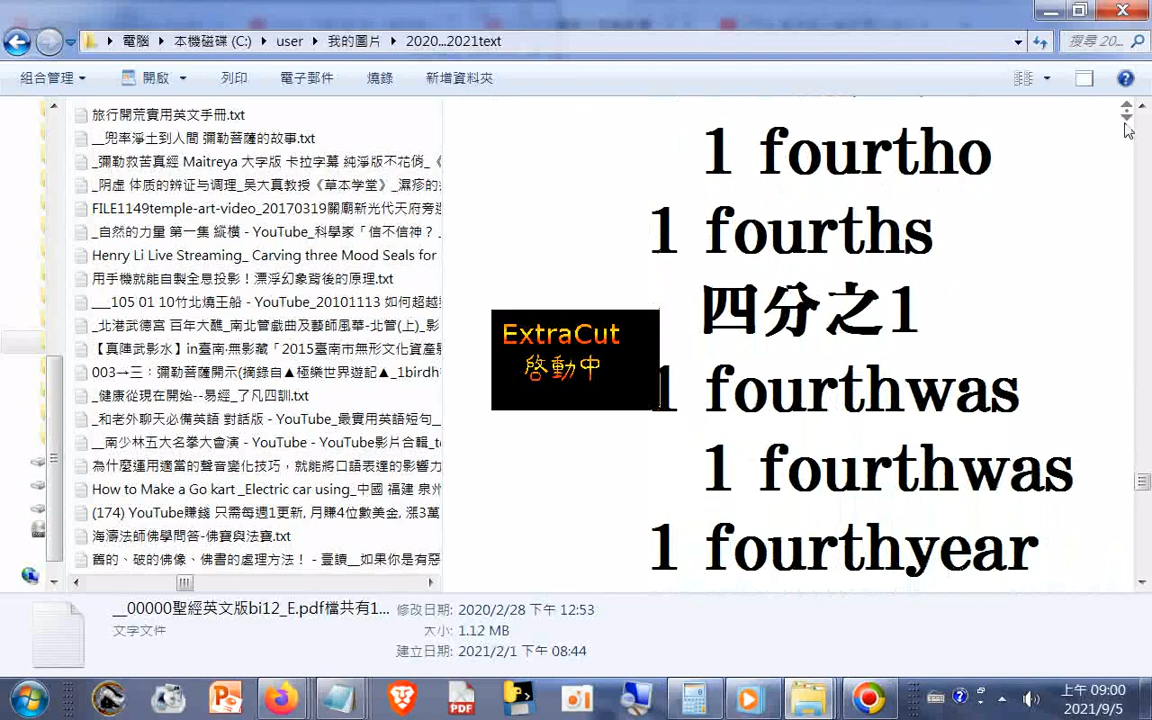 電腦 ▸ 本機磁碟 (C:) ▸ user ▸ 我的圖片 ▸ 2020...2021text
搜尋 20...
組合管理 開啟 列印 電子郵件 燒錄 新增資料夾
旅行開荒實用英文手冊.txt
__兜率淨土到人間 彌勒菩薩的故事.txt
_彌勒救苦真經 Maitreya 大字版 卡拉字幕 純淨版不花俏_《
_阴虚 体质的辨证与调理_吴大真教授《草本学堂》_濕疹的
FILE1149temple-art-video_20170319關廟新光代天府旁
_自然的力量 第一集 縱橫 - YouTube_科學家「信不信神？」
Henry Li Live Streaming_ Carving three Mood Seals for
用手機就能自製全息投影！漂浮幻象背後的原理.txt
___105 01 10竹北燒王船 - YouTube_20101113 如何超越
_北港武德宮 百年大醮_南北管戲曲及藝師風華-北管(上)_影
【真陣武影水】in臺南·無影藏「2015臺南市無形文化資產
003→三：彌勒菩薩開示(摘錄自▲極樂世界遊記▲_1birdh
_健康從現在開始--易經_了凡四訓.txt
_和老外聊天必備英語 對話版 - YouTube_最實用英語短句_
__南少林五大名拳大會演 - YouTube - YouTube影片合輯_t
為什麼運用適當的聲音變化技巧，就能將口語表達的影響力
How to Make a Go kart _Electric car using_中國 福建 泉州
(174) YouTube賺錢 只需每週1更新, 月賺4位數美金, 漲3萬
海濤法師佛學問答-佛寶與法寶.txt
舊的、破的佛像、佛書的處理方法！ - 壹讀__如果你是有惡
1 fourtho
1 fourths
四分之1
1 fourthwas
1 fourthwas
1 fourthyear
ExtraCut
啓動中
__00000聖經英文版bi12_E.pdf檔共有1... 修改日期: 2020/2/28 下午 12:53
文字文件 大小: 1.12 MB
建立日期: 2021/2/1 下午 08:44
上午 09:00
2021/9/5